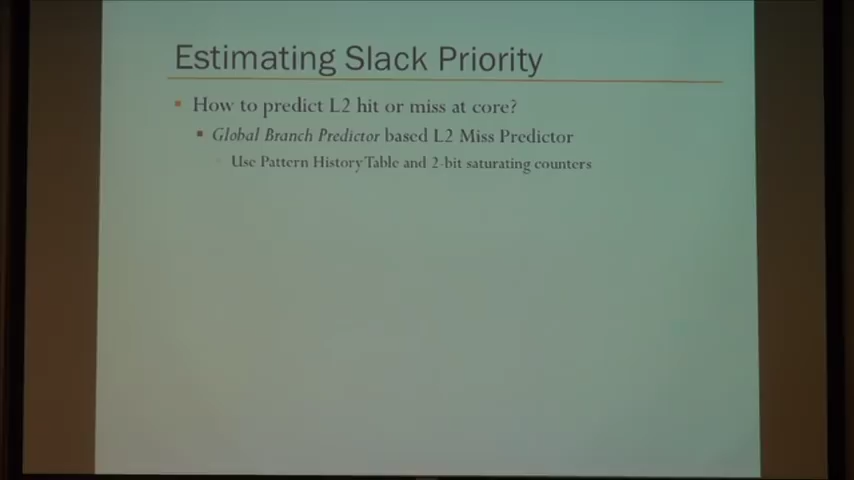 Estimating Slack Priority
How to predict L2 hit or miss at core?
Global Branch Predictor based L2 Miss Predictor
Use Pattern History Table and 2-bit saturating counters